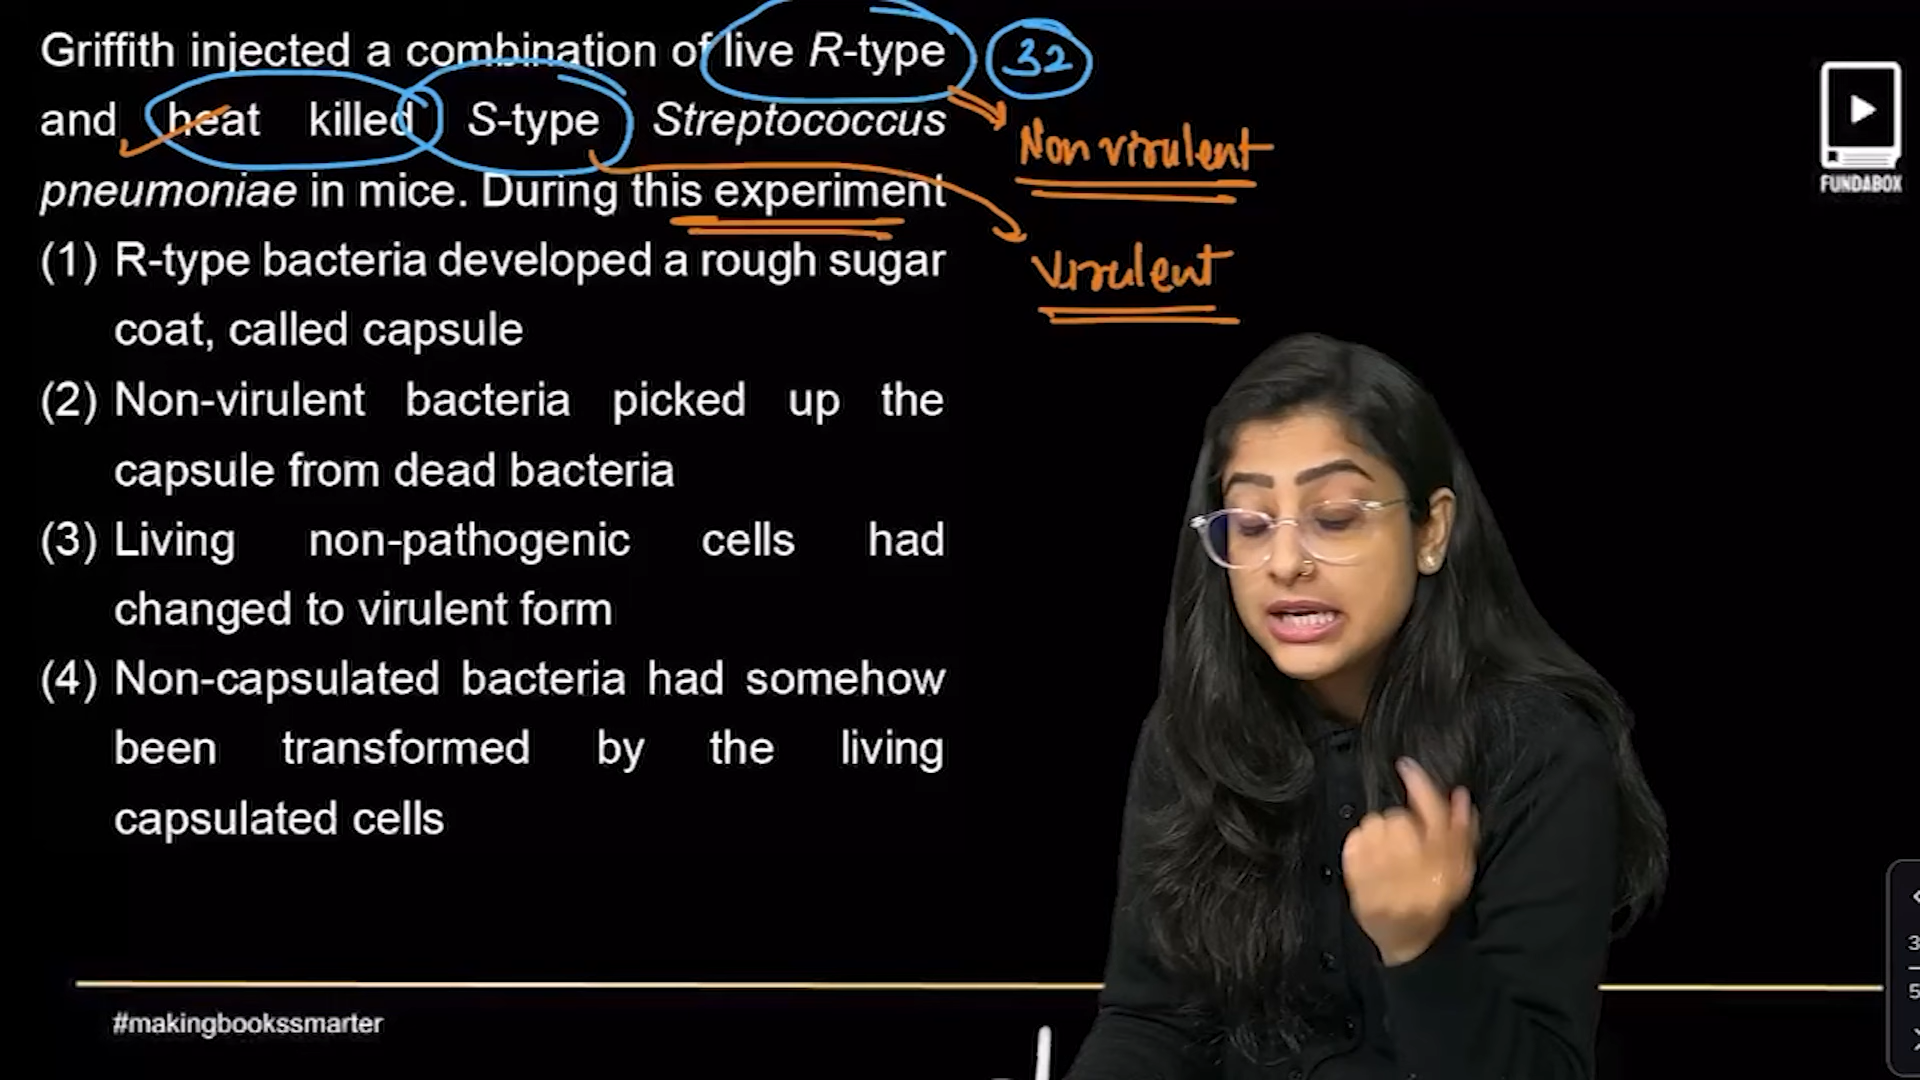 Griffith injected a combination of live R-type
32
and heat killed S-type Streptococcus
Non virulent
pneumoniae in mice. During this experiment
Virulent
(1) R-type bacteria developed a rough sugar
coat, called capsule
(2) Non-virulent bacteria picked up the
capsule from dead bacteria
(3) Living non-pathogenic cells had
changed to virulent form
(4) Non-capsulated bacteria had somehow
been transformed by the living
capsulated cells
FUNDABOX
#makingbookssmarter
3
5